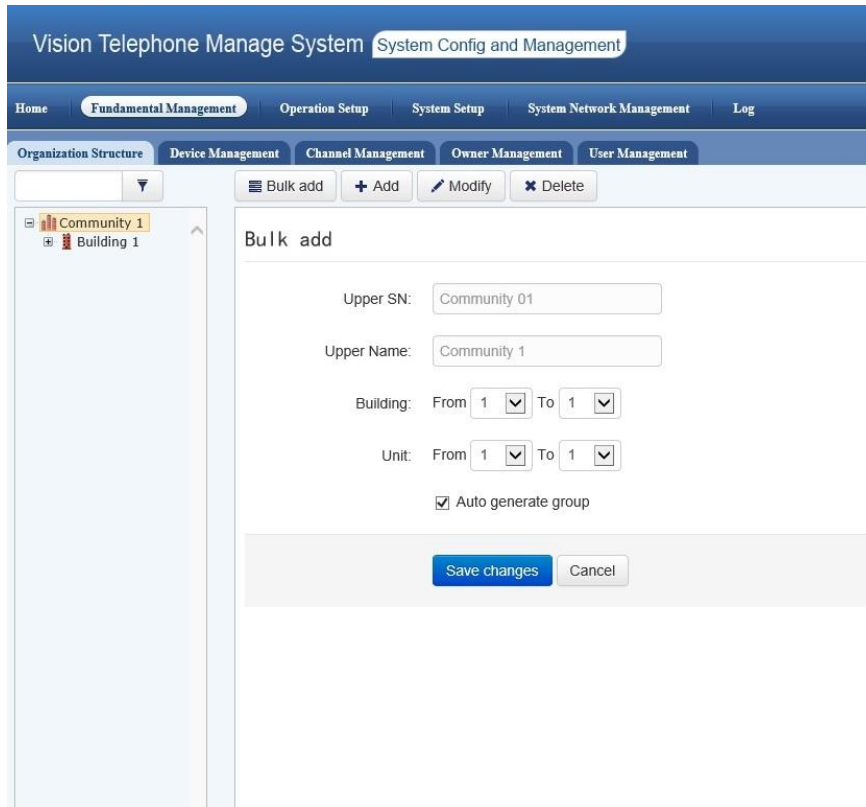 Vision Telephone Manage System System Config and Management
Home Fundamental Management Operation Setup System Setup System Network Management Log
Organization Structure Device Management Channel Management Owner Management User Management
Bulk add Add Modify Delete
Community 1
Building 1
Bulk add
Upper SN: Community 01
Upper Name: Community 1
Building: From 1 To 1
Unit: From 1 To 1
Auto generate group
Save changes Cancel